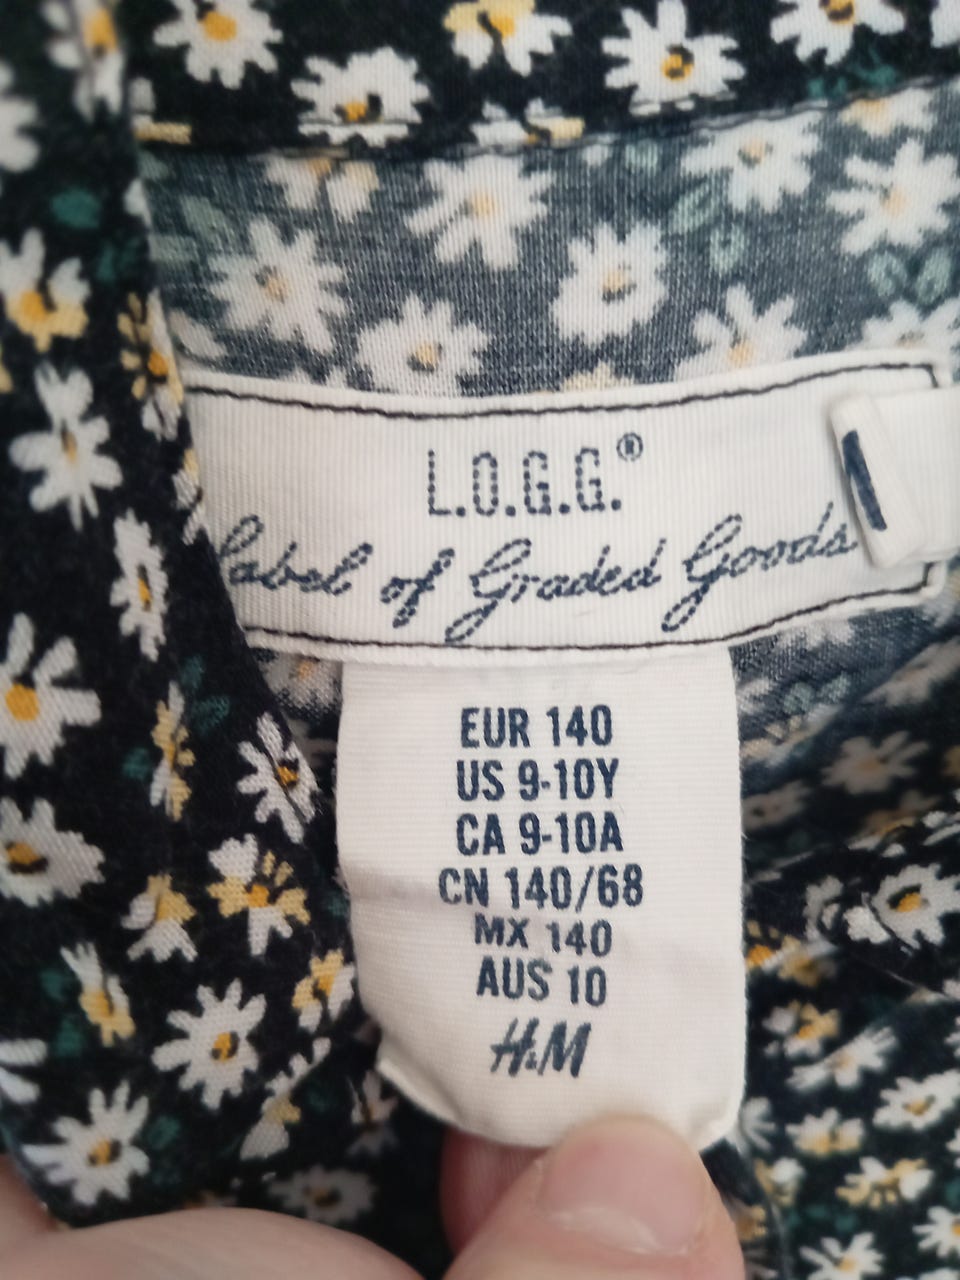 L.O.G.G.®
Label of Graded Goods
EUR 140
US 9-10Y
CA 9-10A
CN 140/68
MX 140
AUS 10
H&M